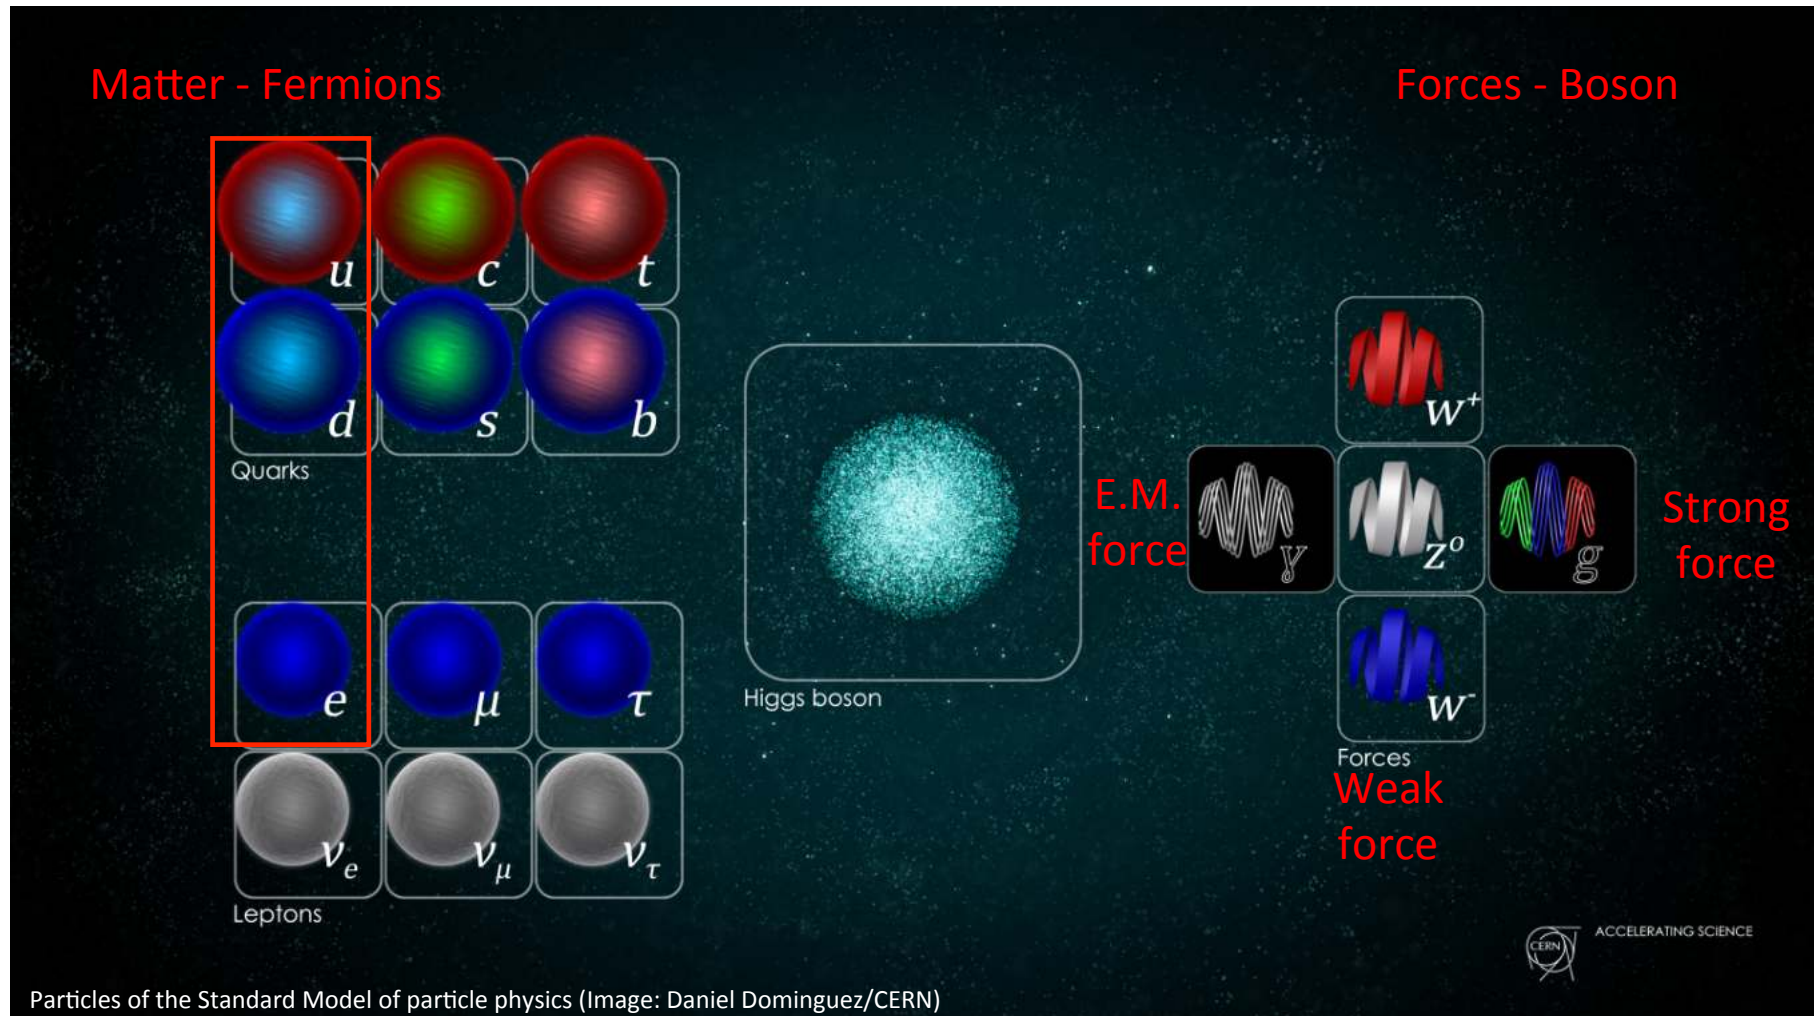 Matter - Fermions
Forces - Boson
u
c
t
d
s
b
Quarks
e
μ
τ
νe
νμ
ντ
Leptons
Higgs boson
E.M.
force
W+
γ
Z0
g
W-
Forces
Weak
force
Strong
force
CERN
ACCELERATING SCIENCE
Particles of the Standard Model of particle physics (Image: Daniel Dominguez/CERN)